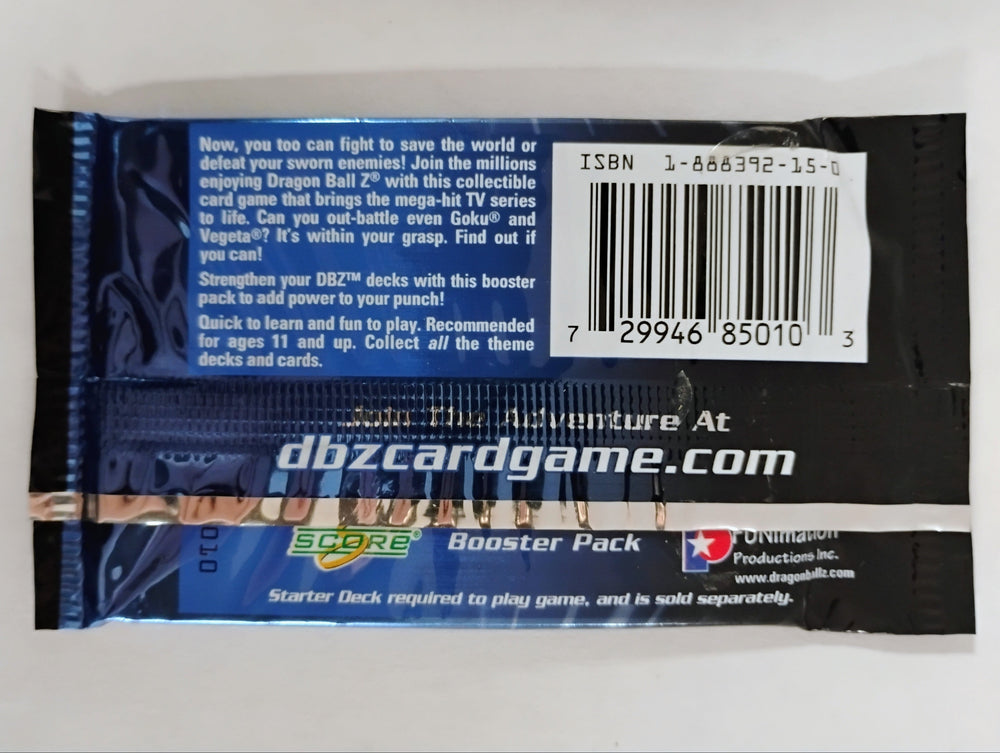 Now, you too can fight to save the world or
defeat your sworn enemies! Join the millions
enjoying Dragon Ball Z® with this collectible
card game that brings the mega-hit TV series
to life. Can you out-battle even Goku® and
Vegeta®? It's within your grasp. Find out if
you can!
Strengthen your DBZ™ decks with this booster
pack to add power to your punch!
Quick to learn and fun to play. Recommended
for ages 11 and up. Collect all the theme
decks and cards.
ISBN 1-888392-15-0
7 29946 85010 3
Join The Adventure At
dbzcardgame.com
010
SCORE® Booster Pack
FUNimation
Productions Inc.
www.dragonballz.com
Starter Deck required to play game, and is sold separately.